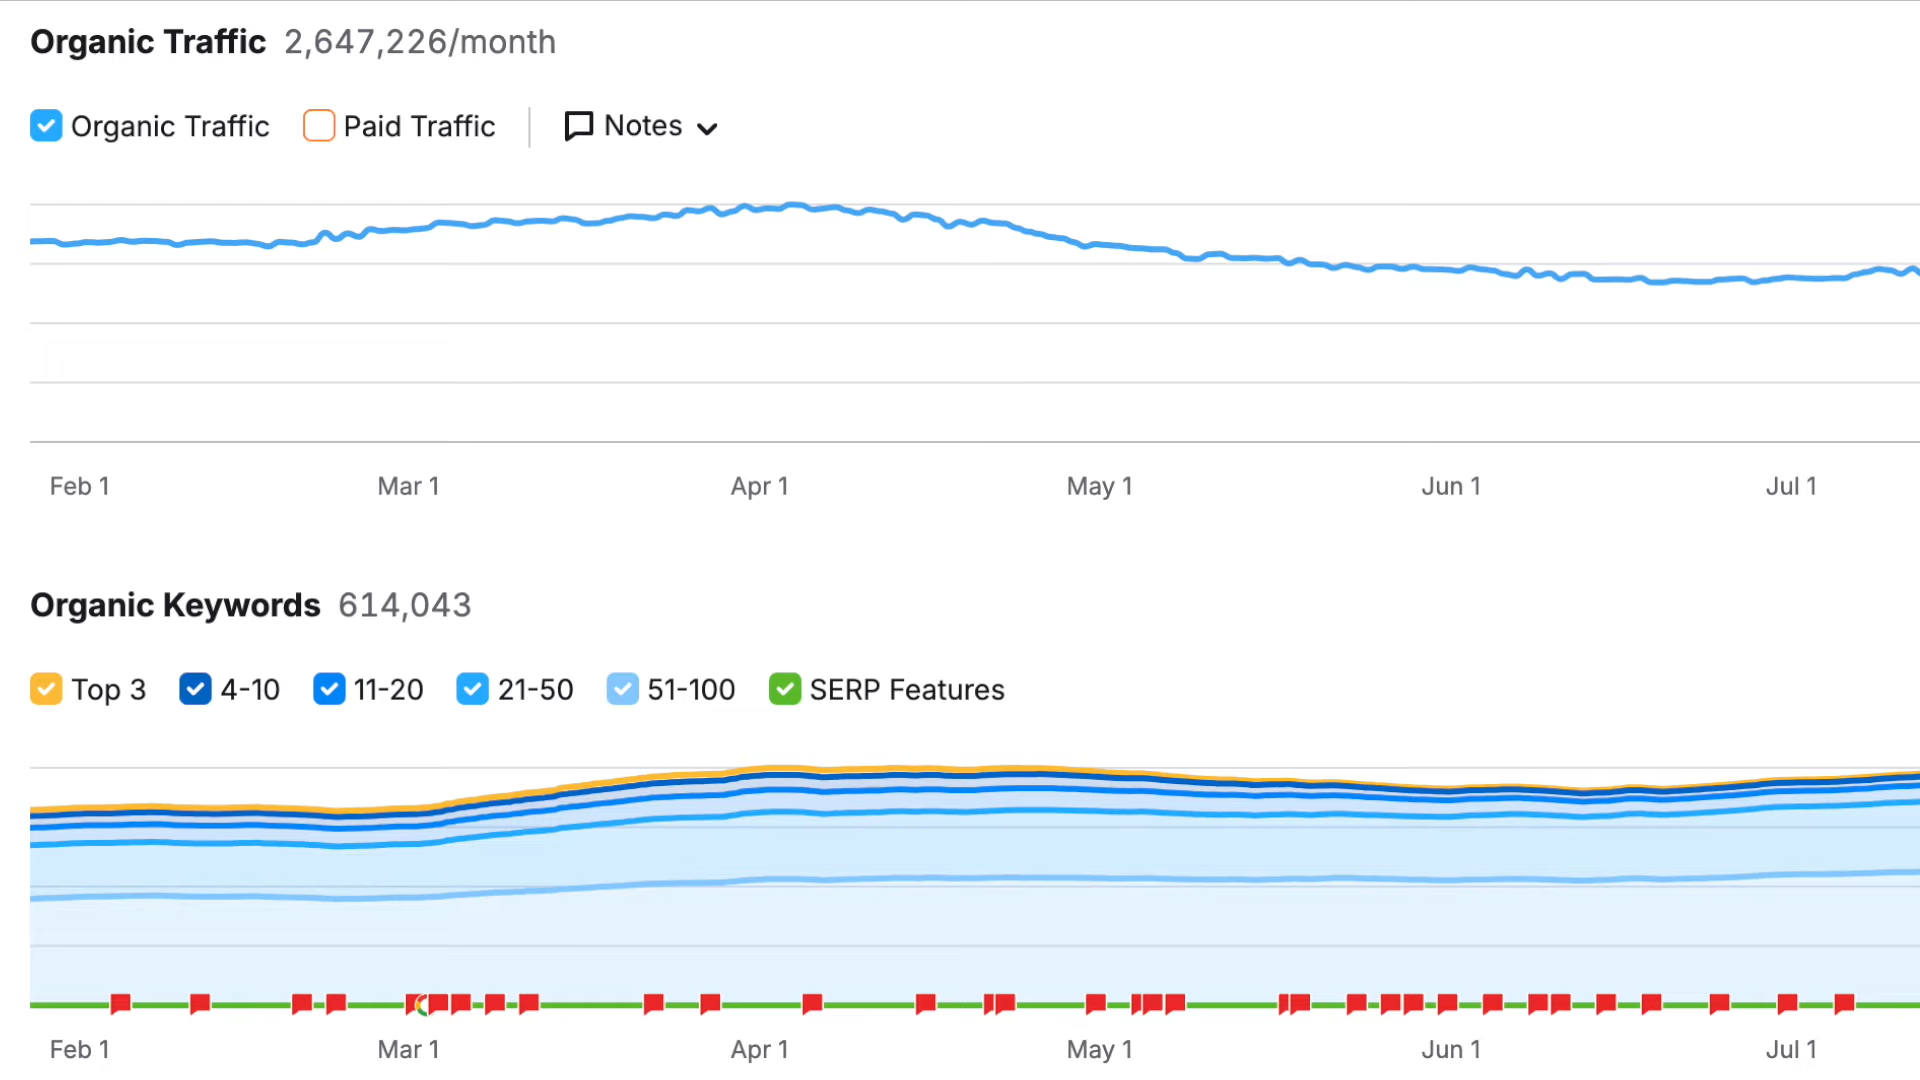 Organic Traffic 2,647,226/month
Organic Traffic Paid Traffic Notes
Feb 1 Mar 1 Apr 1 May 1 Jun 1 Jul 1
Organic Keywords 614,043
Top 3 4-10 11-20 21-50 51-100 SERP Features
Feb 1 Mar 1 Apr 1 May 1 Jun 1 Jul 1